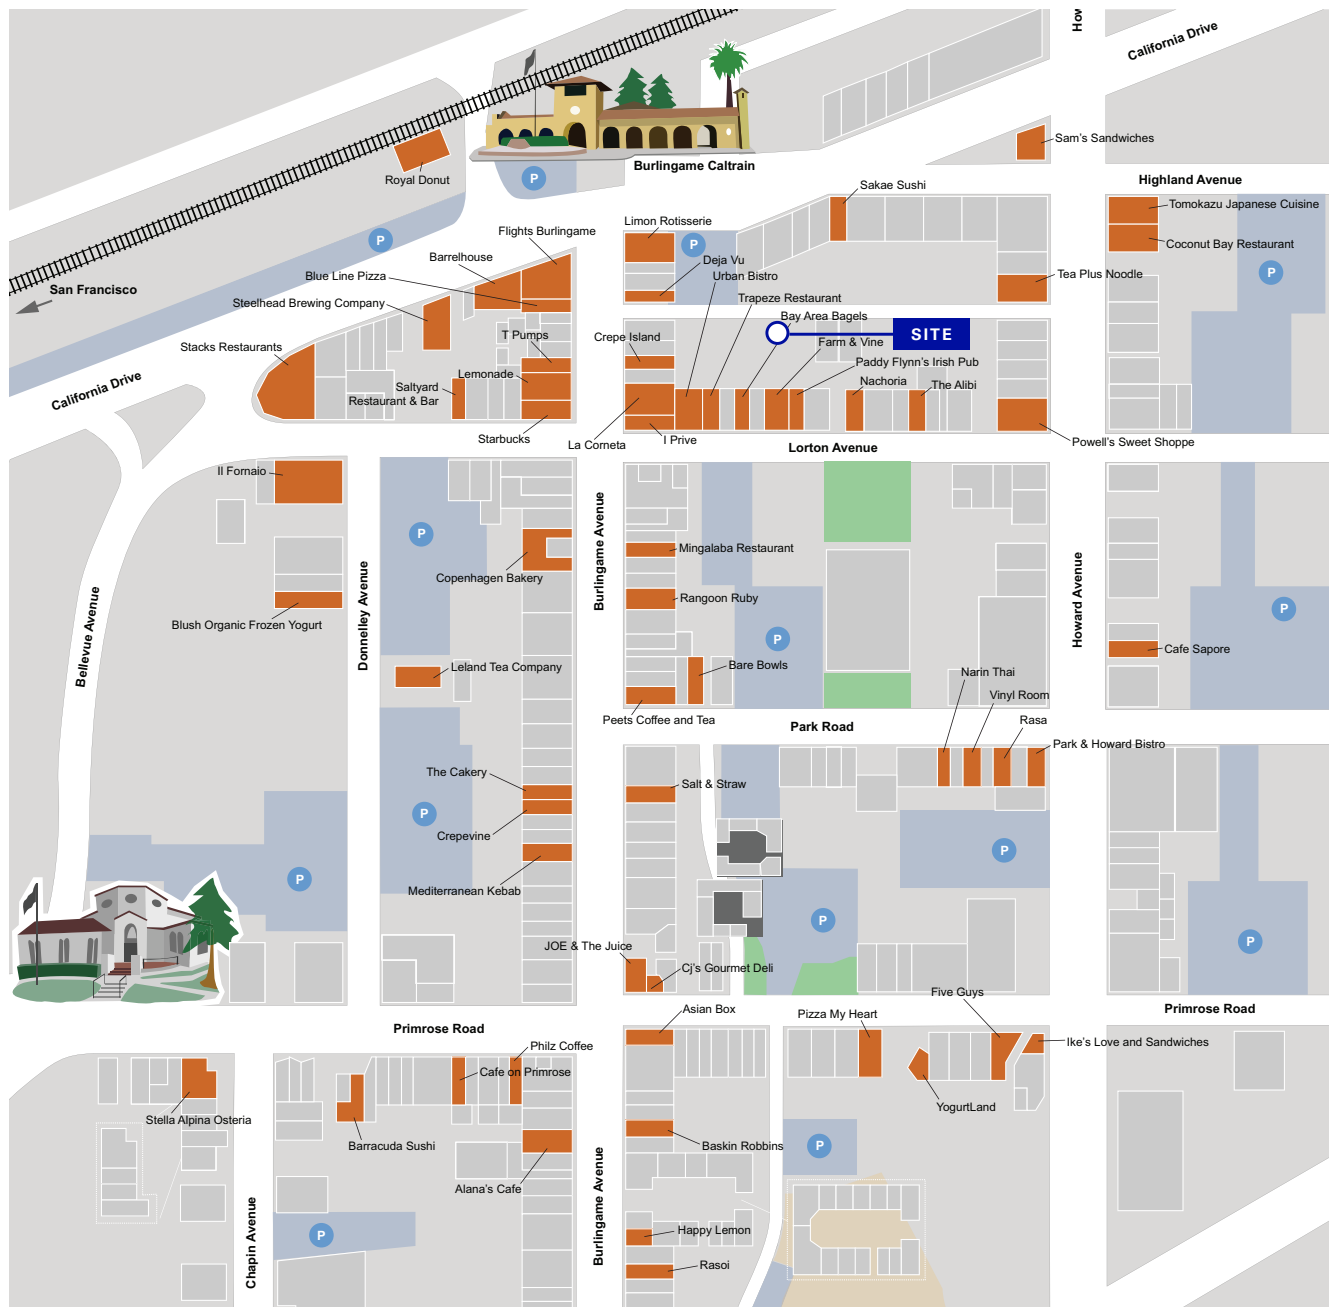 How
California Drive
Sam's Sandwiches
Royal Donut
P
Burlingame Caltrain
Highland Avenue
Sakae Sushi
Tomokazu Japanese Cuisine
Limon Rotisserie
Flights Burlingame
P
P
Coconut Bay Restaurant
Barrelhouse
Deja Vu
Blue Line Pizza
Urban Bistro
Tea Plus Noodle
P
San Francisco
Steelhead Brewing Company
Trapeze Restaurant
Bay Area Bagels
SITE
T Pumps
Crepe Island
Farm & Vine
Stacks Restaurants
Paddy Flynn's Irish Pub
Lemonade
Nachoria
The Alibi
California Drive
Saltyard
Restaurant & Bar
Starbucks
La Corneta
I Prive
Lorton Avenue
Powell's Sweet Shoppe
Il Fornaio
P
Burlingame Avenue
Mingalaba Restaurant
Copenhagen Bakery
Rangoon Ruby
Howard Avenue
P
Blush Organic Frozen Yogurt
Donnelley Avenue
Bellevue Avenue
P
Cafe Sapore
Leland Tea Company
Bare Bowls
Narin Thai
Vinyl Room
Peets Coffee and Tea
Park Road
Rasa
Park & Howard Bistro
The Cakery
Salt & Straw
P
Crepevine
P
P
Mediterranean Kebab
P
P
JOE & The Juice
Cj's Gourmet Deli
Five Guys
Asian Box
Pizza My Heart
Primrose Road
Primrose Road
Philz Coffee
Ike's Love and Sandwiches
Cafe on Primrose
YogurtLand
Stella Alpina Osteria
Barracuda Sushi
Baskin Robbins
P
Alana's Cafe
Chapin Avenue
Burlingame Avenue
P
Happy Lemon
Rasoi